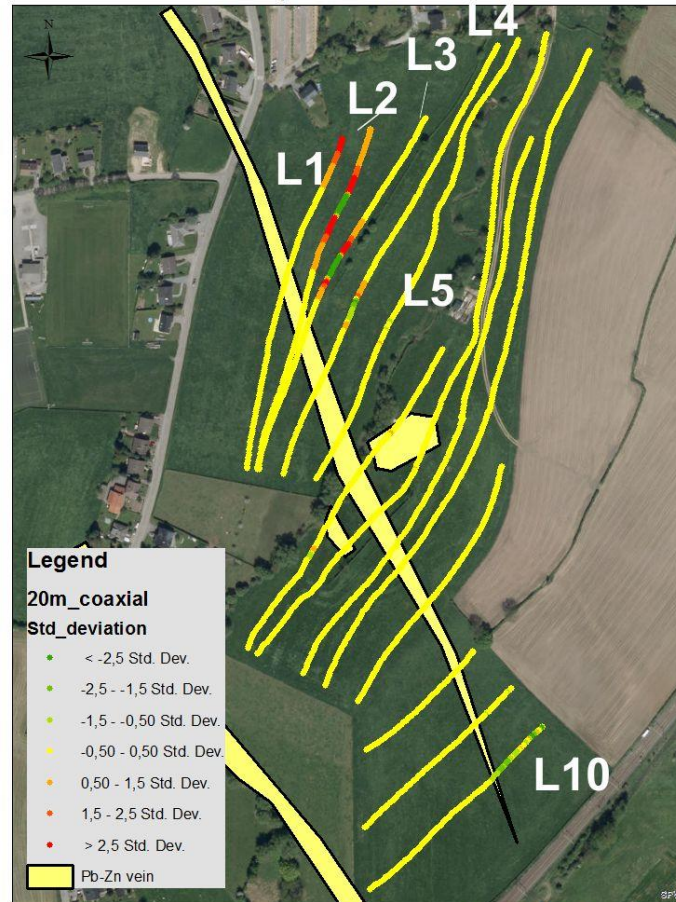 L4
L3
L2
L1
L5
L10
Legend
20m_coaxial
Std_deviation
< -2,5 Std. Dev.
-2,5 - -1,5 Std. Dev.
-1,5 - -0,50 Std. Dev.
-0,50 - 0,50 Std. Dev.
0,50 - 1,5 Std. Dev.
1,5 - 2,5 Std. Dev.
> 2,5 Std. Dev.
Pb-Zn vein